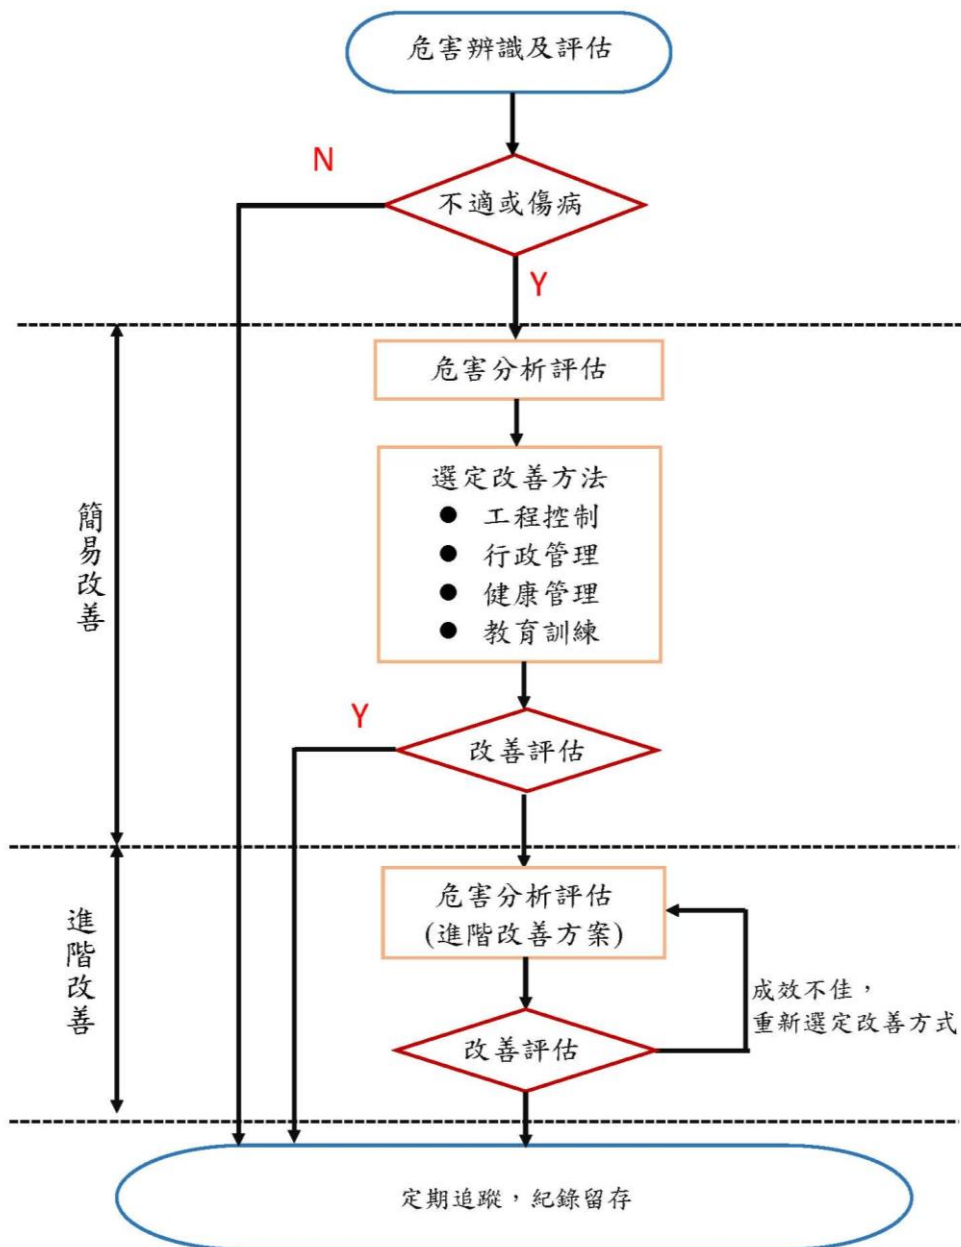 危害辨識及評估
N
不適或傷病
Y
危害分析評估
選定改善方法
● 工程控制
● 行政管理
● 健康管理
● 教育訓練
簡易改善
Y
改善評估
危害分析評估
(進階改善方案)
進階改善
成效不佳，
重新選定改善方式
改善評估
定期追蹤，紀錄留存